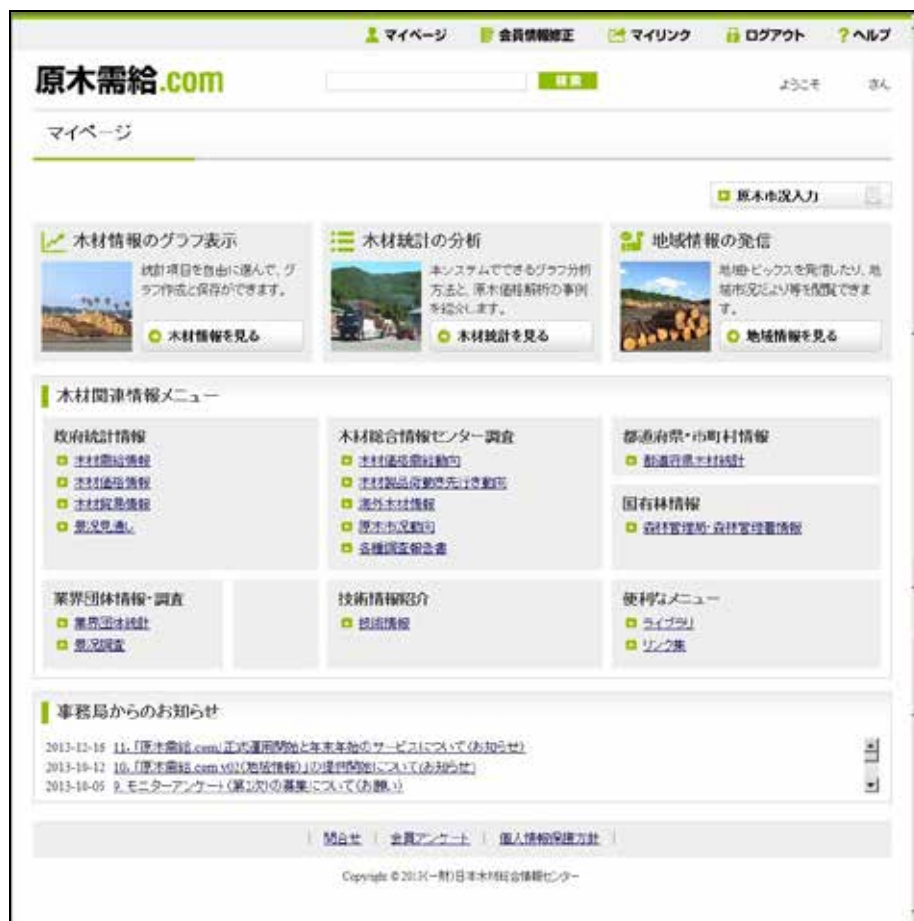 マイページ 会員情報修正 マイリンク ログアウト ?ヘルプ
原木需給.com 検索 ようこそ さん
マイページ
原木市況入力
木材情報のグラフ表示
統計項目を自由に選んで、グ
ラフ作成と保存ができます。
木材情報を見る
木材統計の分析
本システムでできるグラフ分析
方法と、原木価格解析の事例
を紹介します。
木材統計を見る
地域情報の発信
地域トピックスを発信したり、地
域市況だより等を閲覧できま
す。
地域情報を見る
木材関連情報メニュー
政府統計情報
木材需給情報
木材価格情報
木材貿易情報
景況見通し
木材総合情報センター調査
木材価格需給動向
木材製品荷動き先行き動向
海外木材情報
原木市況動向
各種調査報告書
都道府県・市町村情報
都道府県木材統計
国有林情報
森林管理局・森林管理署情報
業界団体情報・調査
業界団体統計
景況調査
技術情報紹介
技術情報
便利なメニュー
ライブラリ
リンク集
事務局からのお知らせ
2013-12-16 11.「原木需給.com」正式運用開始と年末年始のサービスについて(お知らせ)
2013-10-12 10.「原木需給.com v02(地域情報)」の提供開始について(お知らせ)
2013-10-05 9.モニターアンケート(第1次)の募集について(お願い)
| 問合せ | 会員アンケート | 個人情報保護方針 |
Copyright © 2013(一財)日本木材総合情報センター